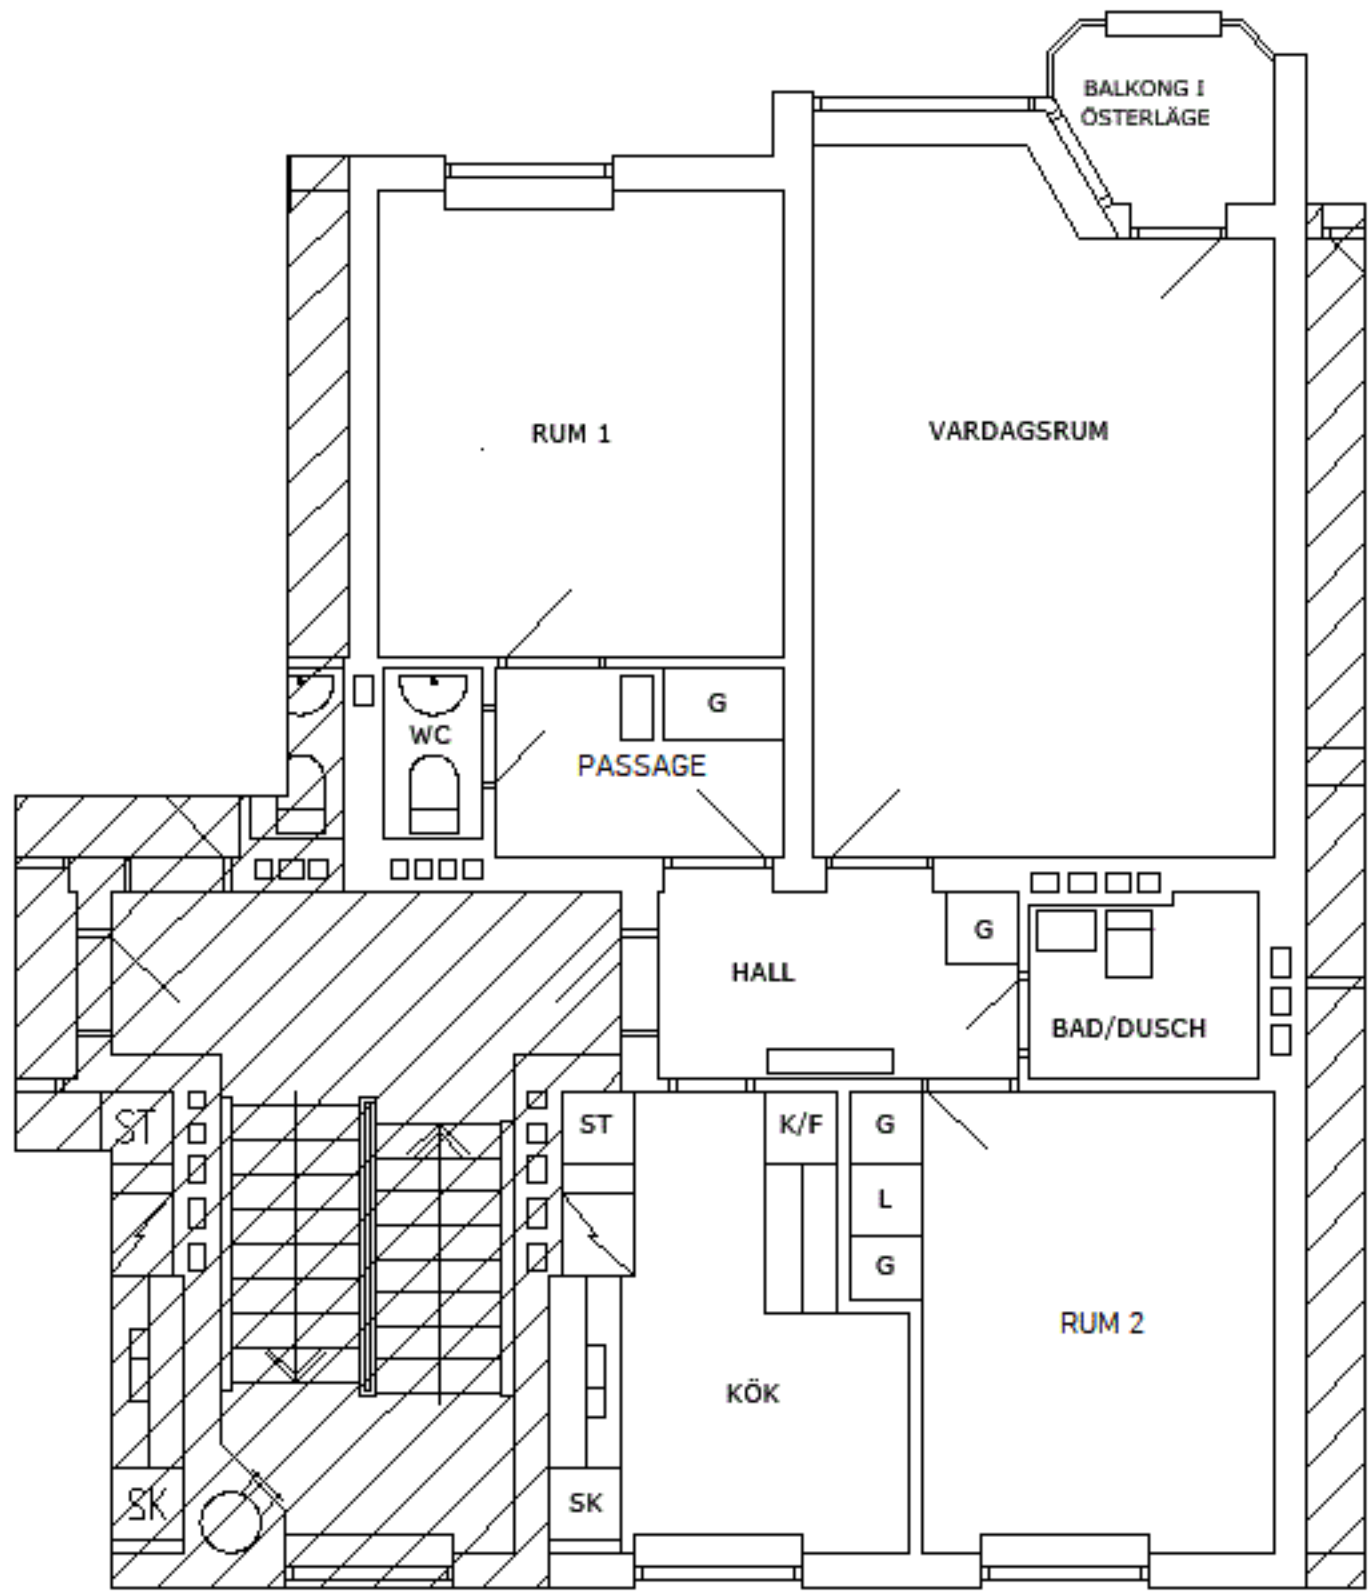 BALKONG I
ÖSTERLÄGE
RUM 1
VARDAGSRUM
G
WC
PASSAGE
G
HALL
BAD/DUSCH
ST
ST
K/F
G
L
G
RUM 2
KÖK
SK
SK